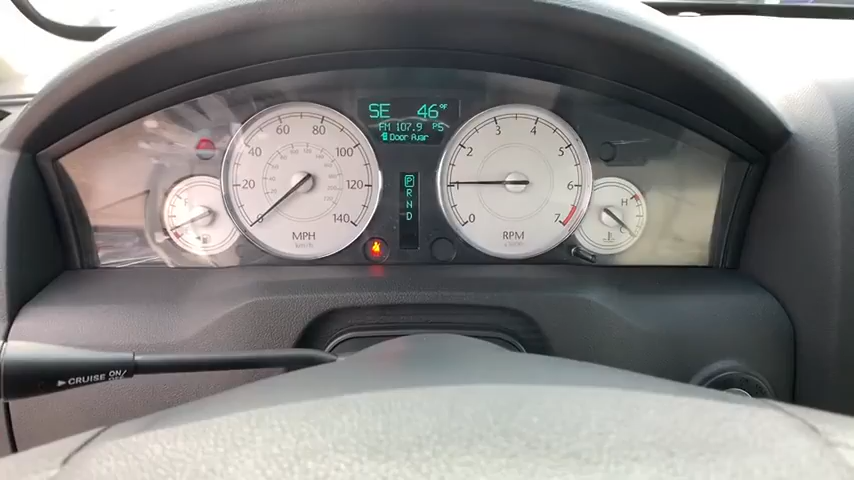 SE 46°F
FM 107.9 PS
Door Ajar
60 80
40 100
20 120
0 140
MPH
km/h
P
R
N
D
3 4
2 5
1 6
0 7
RPM
F
H
C
CRUISE ON/
OFF